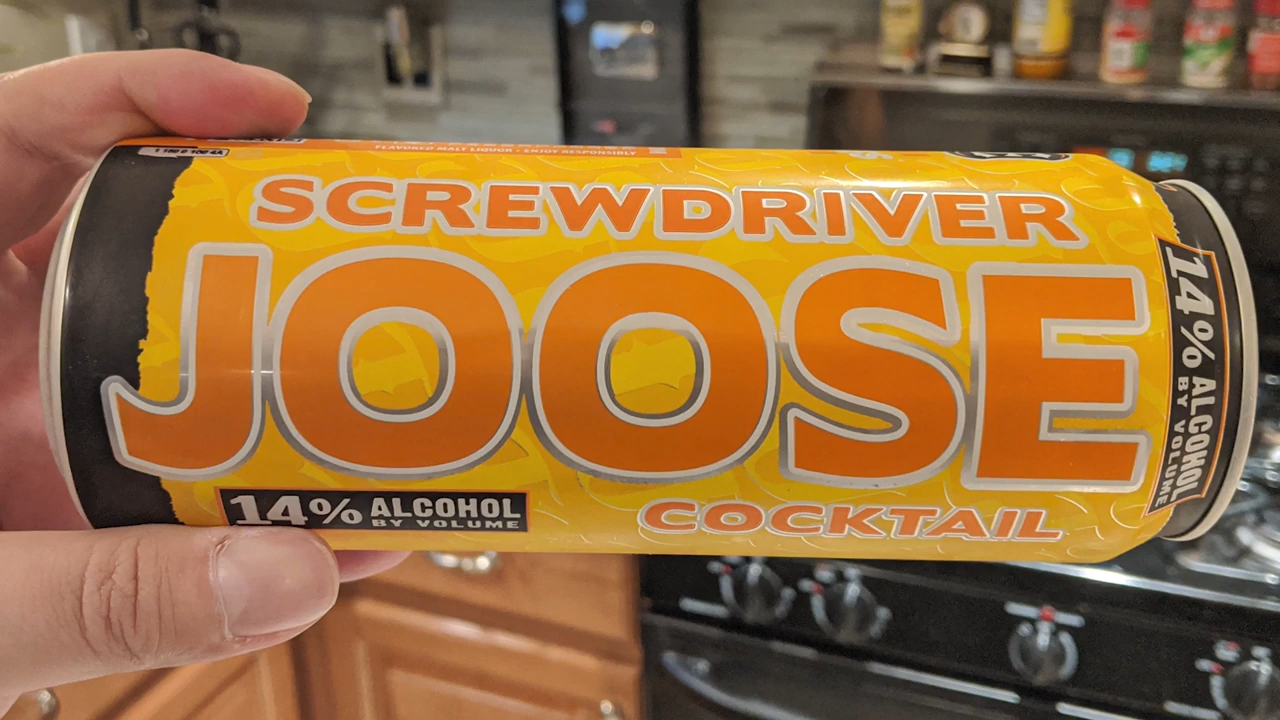 FLAVORED MALT LIQUOR • ENJOY RESPONSIBLY
SCREWDRIVER
JOOSE
14% ALCOHOL
BY VOLUME
COCKTAIL
14% ALCOHOL
BY VOLUME